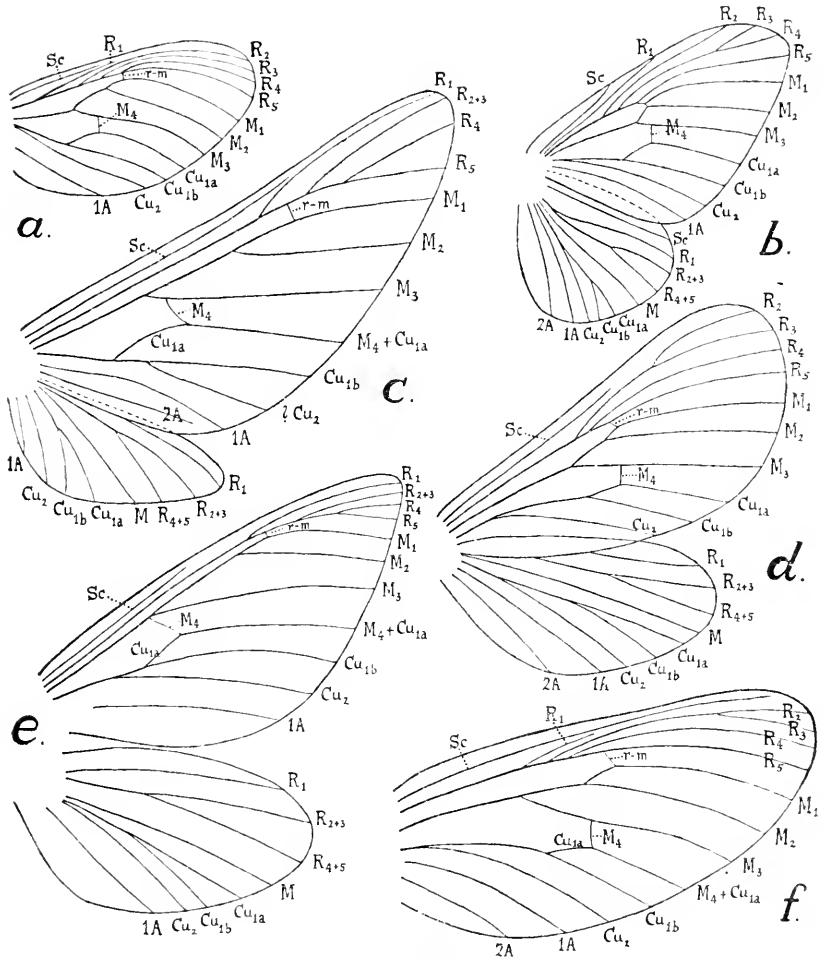 R₁
Sc
R₂
R₃
R₄
R₅
r-m
M₄
M₁
M₂
M₃
Cu₁ₐ
Cu₁b
Cu₂
1A
a.
R₂
R₃
R₄
R₅
R₁
Sc
M₁
M₂
M₃
M₄
Cu₁ₐ
Cu₁b
Cu₂
1A
Sc
R₁
R₂₊₃
R₄₊₅
M
Cu₁ₐ
Cu₁b
Cu₂
1A
2A
b.
R₁
R₂₊₃
R₄
R₅
M₁
r-m
Sc
M₂
M₃
M₄
Cu₁ₐ
M₄ + Cu₁ₐ
Cu₁b
? Cu₂
1A
2A
R₁
R₂₊₃
R₄₊₅
M
Cu₁ₐ
Cu₁b
Cu₂
1A
c.
R₂
R₃
R₄
R₅
M₁
M₂
M₃
r-m
Sc
M₄
Cu₁ₐ
Cu₁b
Cu₂
R₁
R₂₊₃
R₄₊₅
M
Cu₁ₐ
Cu₁b
Cu₂
1A
2A
d.
R₂₊₃
R₄
R₅
r-m
M₁
M₂
M₃
Sc
M₄
Cu₁ₐ
M₄ + Cu₁ₐ
Cu₁b
Cu₂
1A
R₁
R₂₊₃
R₄₊₅
M
Cu₁ₐ
Cu₁b
Cu₂
1A
e.
R₁
Sc
R₂
R₃
R₄
R₅
r-m
M₁
M₂
M₃
M₄
Cu₁ₐ
M₄ + Cu₁ₐ
Cu₁b
Cu₂
1A
2A
f.